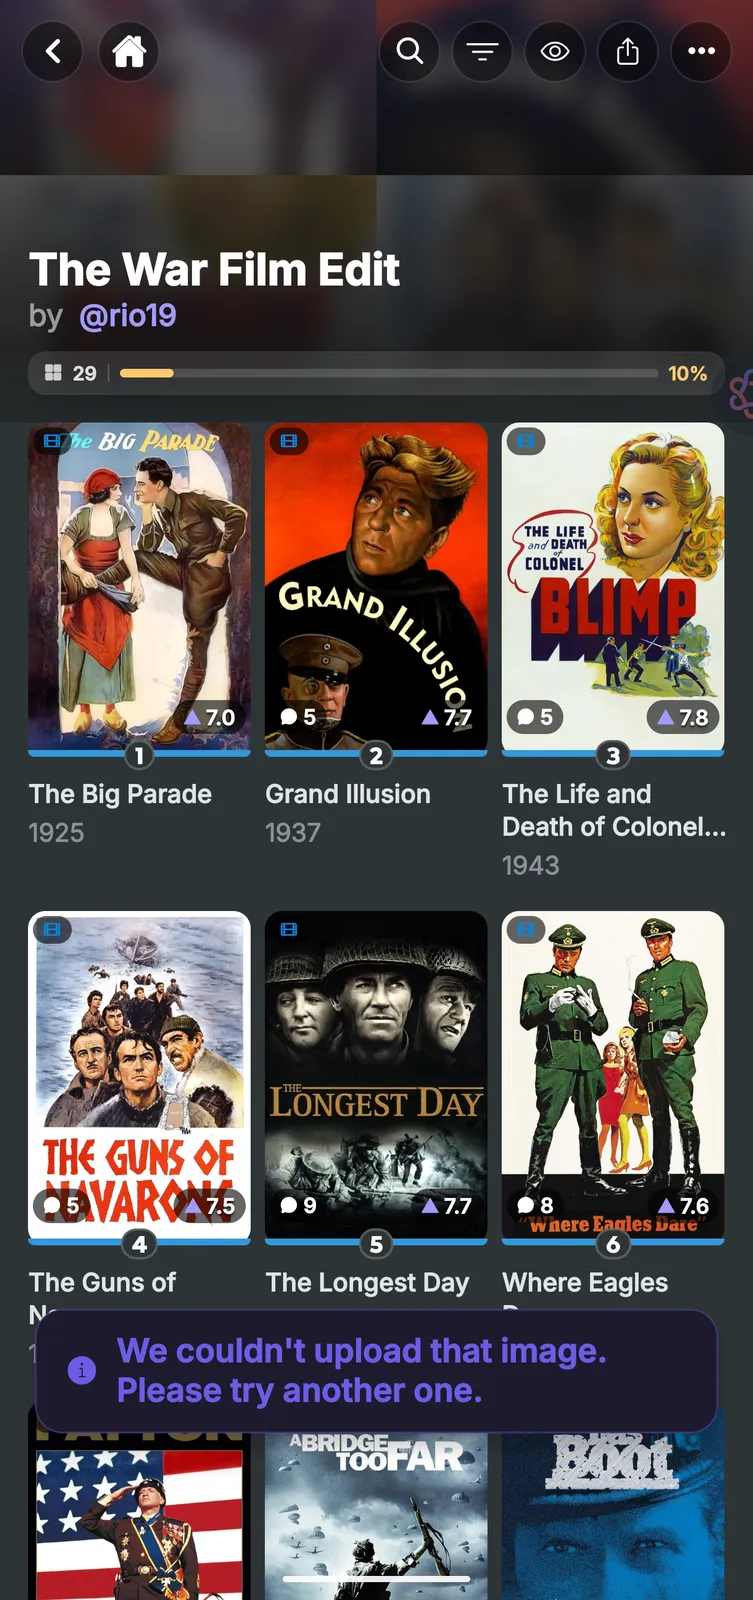 The War Film Edit
by @rio19
29
10%
The BIG PARADE
7.0
1
The Big Parade
1925
GRAND ILLUSION
5
7.7
2
Grand Illusion
1937
THE LIFE
and DEATH
of
COLONEL
BLIMP
5
7.8
3
The Life and
Death of Colonel...
1943
THE GUNS OF
NAVARONE
5
7.5
4
The Guns of
THE
LONGEST DAY
9
7.7
5
The Longest Day
8
7.6
"Where Eagles Dare"
6
Where Eagles
We couldn't upload that image.
Please try another one.
PATTON
A BRIDGE
TOO FAR
Das
Boot